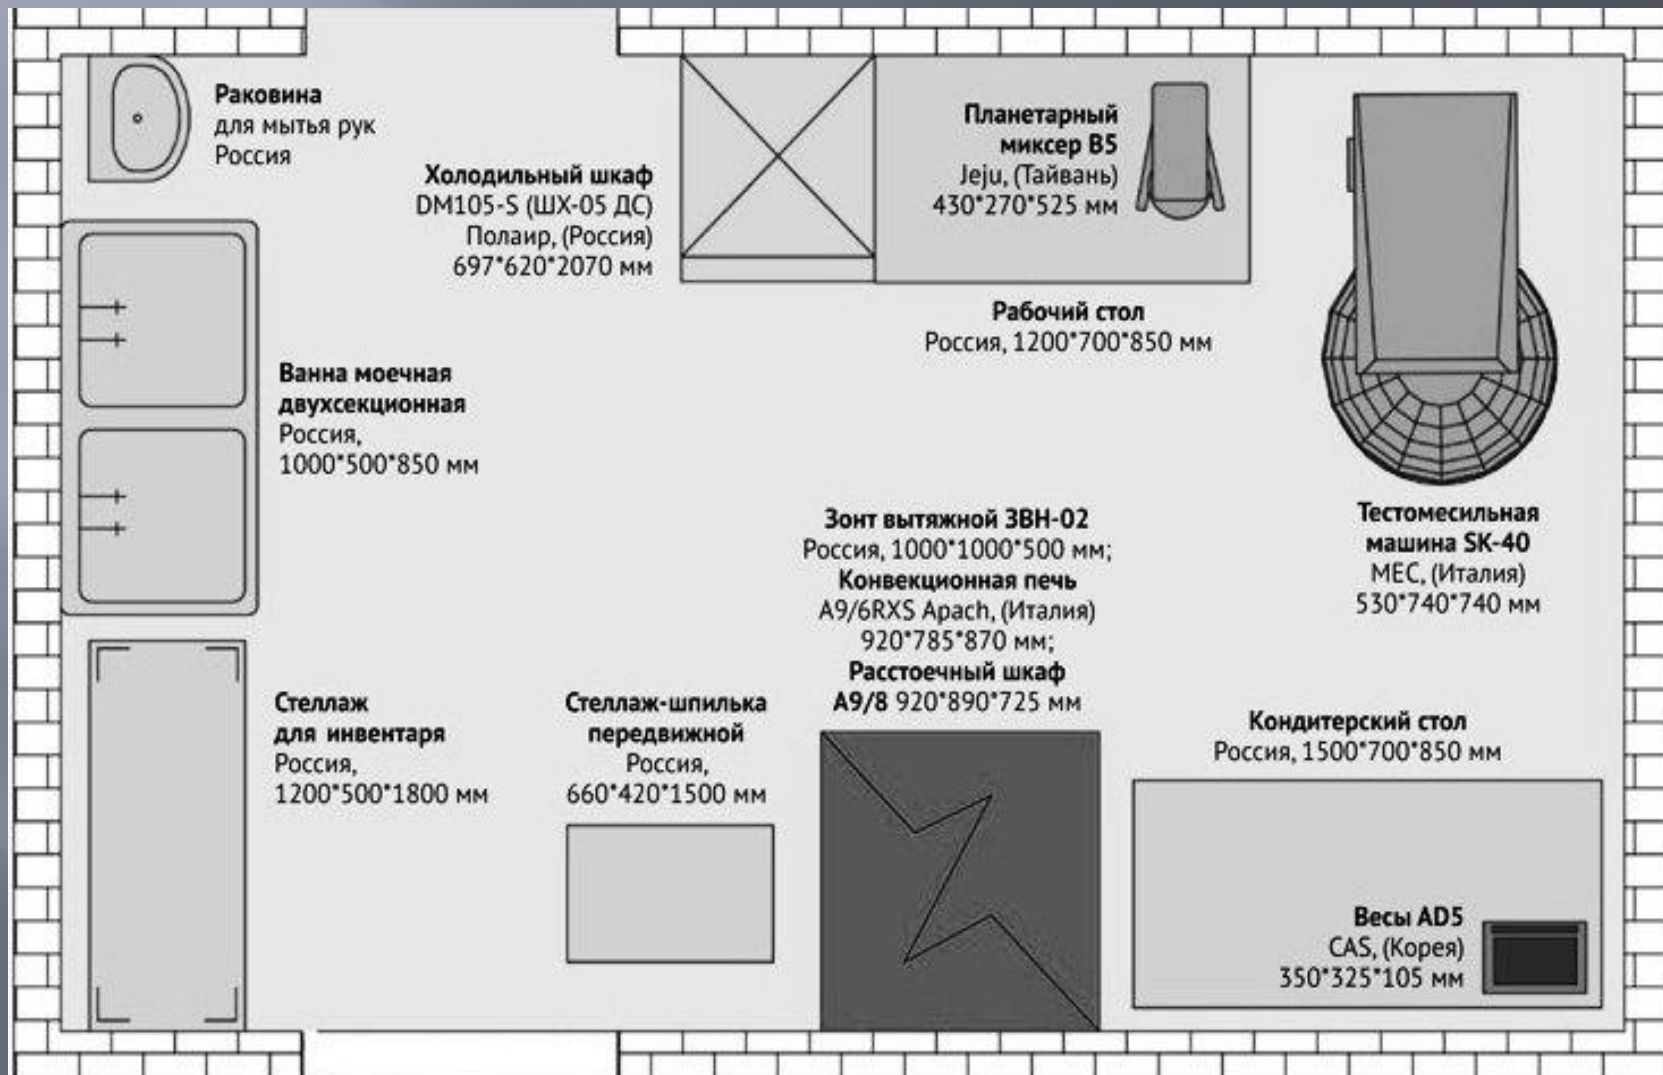 Раковина
для мытья рук
Россия
Холодильный шкаф
DM105-S (ШХ-05 ДС)
Полаир, (Россия)
697*620*2070 мм
Планетарный
миксер B5
Jeju, (Тайвань)
430*270*525 мм
Рабочий стол
Россия, 1200*700*850 мм
Ванна моечная
двухсекционная
Россия,
1000*500*850 мм
Зонт вытяжной ЗВН-02
Россия, 1000*1000*500 мм;
Конвекционная печь
A9/6RXS Apach, (Италия)
920*785*870 мм;
Расстоечный шкаф
A9/8 920*890*725 мм
Тестомесильная
машина SK-40
MEC, (Италия)
530*740*740 мм
Стеллаж
для инвентаря
Россия,
1200*500*1800 мм
Стеллаж-шпилька
передвижной
Россия,
660*420*1500 мм
Кондитерский стол
Россия, 1500*700*850 мм
Весы AD5
CAS, (Корея)
350*325*105 мм